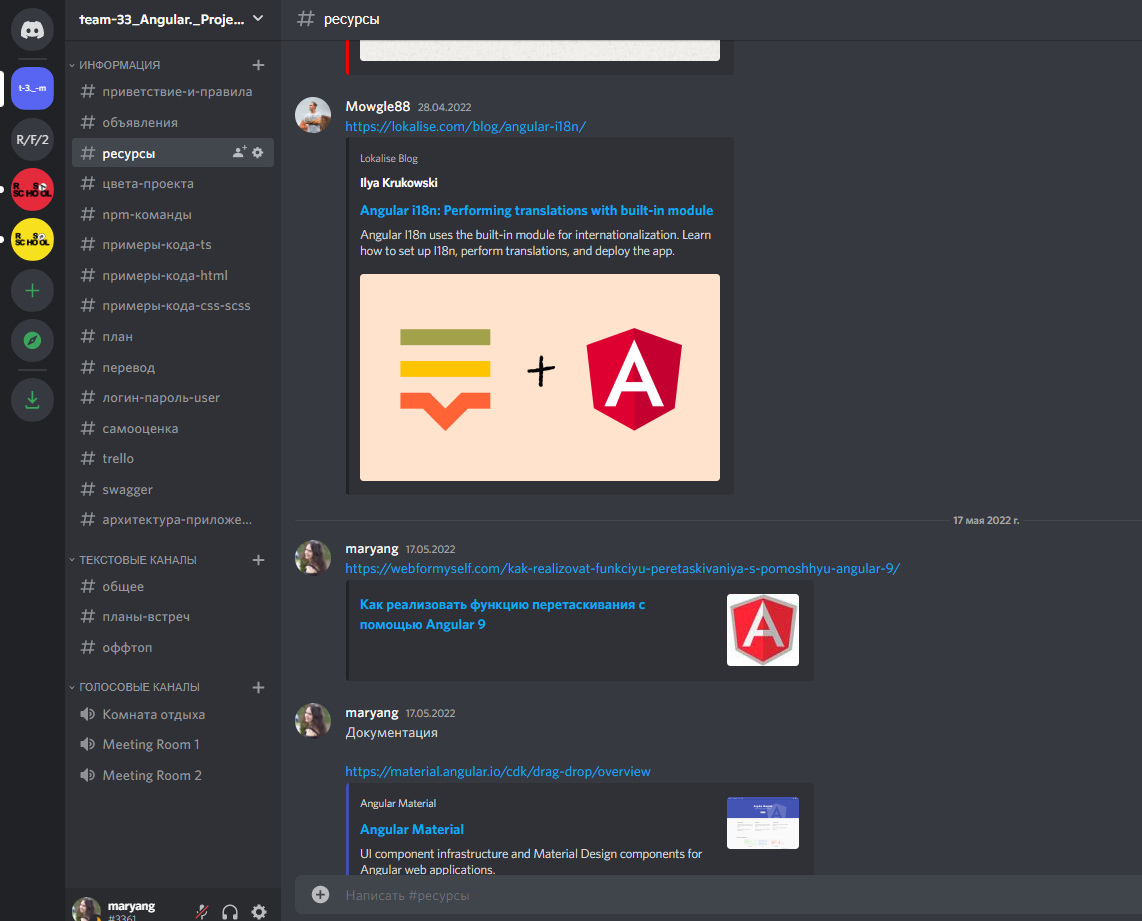 team-33_Angular._Proje...
t-3._-m
R/F/2
ИНФОРМАЦИЯ
приветствие-и-правила
объявления
ресурсы
цвета-проекта
npm-команды
примеры-кода-ts
примеры-кода-html
примеры-кода-css-scss
план
перевод
логин-пароль-user
самооценка
trello
swagger
архитектура-приложе...
ТЕКСТОВЫЕ КАНАЛЫ
общее
планы-встреч
оффтоп
ГОЛОСОВЫЕ КАНАЛЫ
Комната отдыха
Meeting Room 1
Meeting Room 2
maryang
#3361
ресурсы
Mowgle88 28.04.2022
https://lokalise.com/blog/angular-i18n/
Lokalise Blog
Ilya Krukowski
Angular i18n: Performing translations with built-in module
Angular I18n uses the built-in module for internationalization. Learn
how to set up I18n, perform translations, and deploy the app.
17 мая 2022 г.
maryang 17.05.2022
https://webformyself.com/kak-realizovat-funkciyu-peretaskivaniya-s-pomoshhyu-angular-9/
Как реализовать функцию перетаскивания с
помощью Angular 9
maryang 17.05.2022
Документация
https://material.angular.io/cdk/drag-drop/overview
Angular Material
Angular Material
UI component infrastructure and Material Design components for
Angular web applications.
Написать #ресурсы